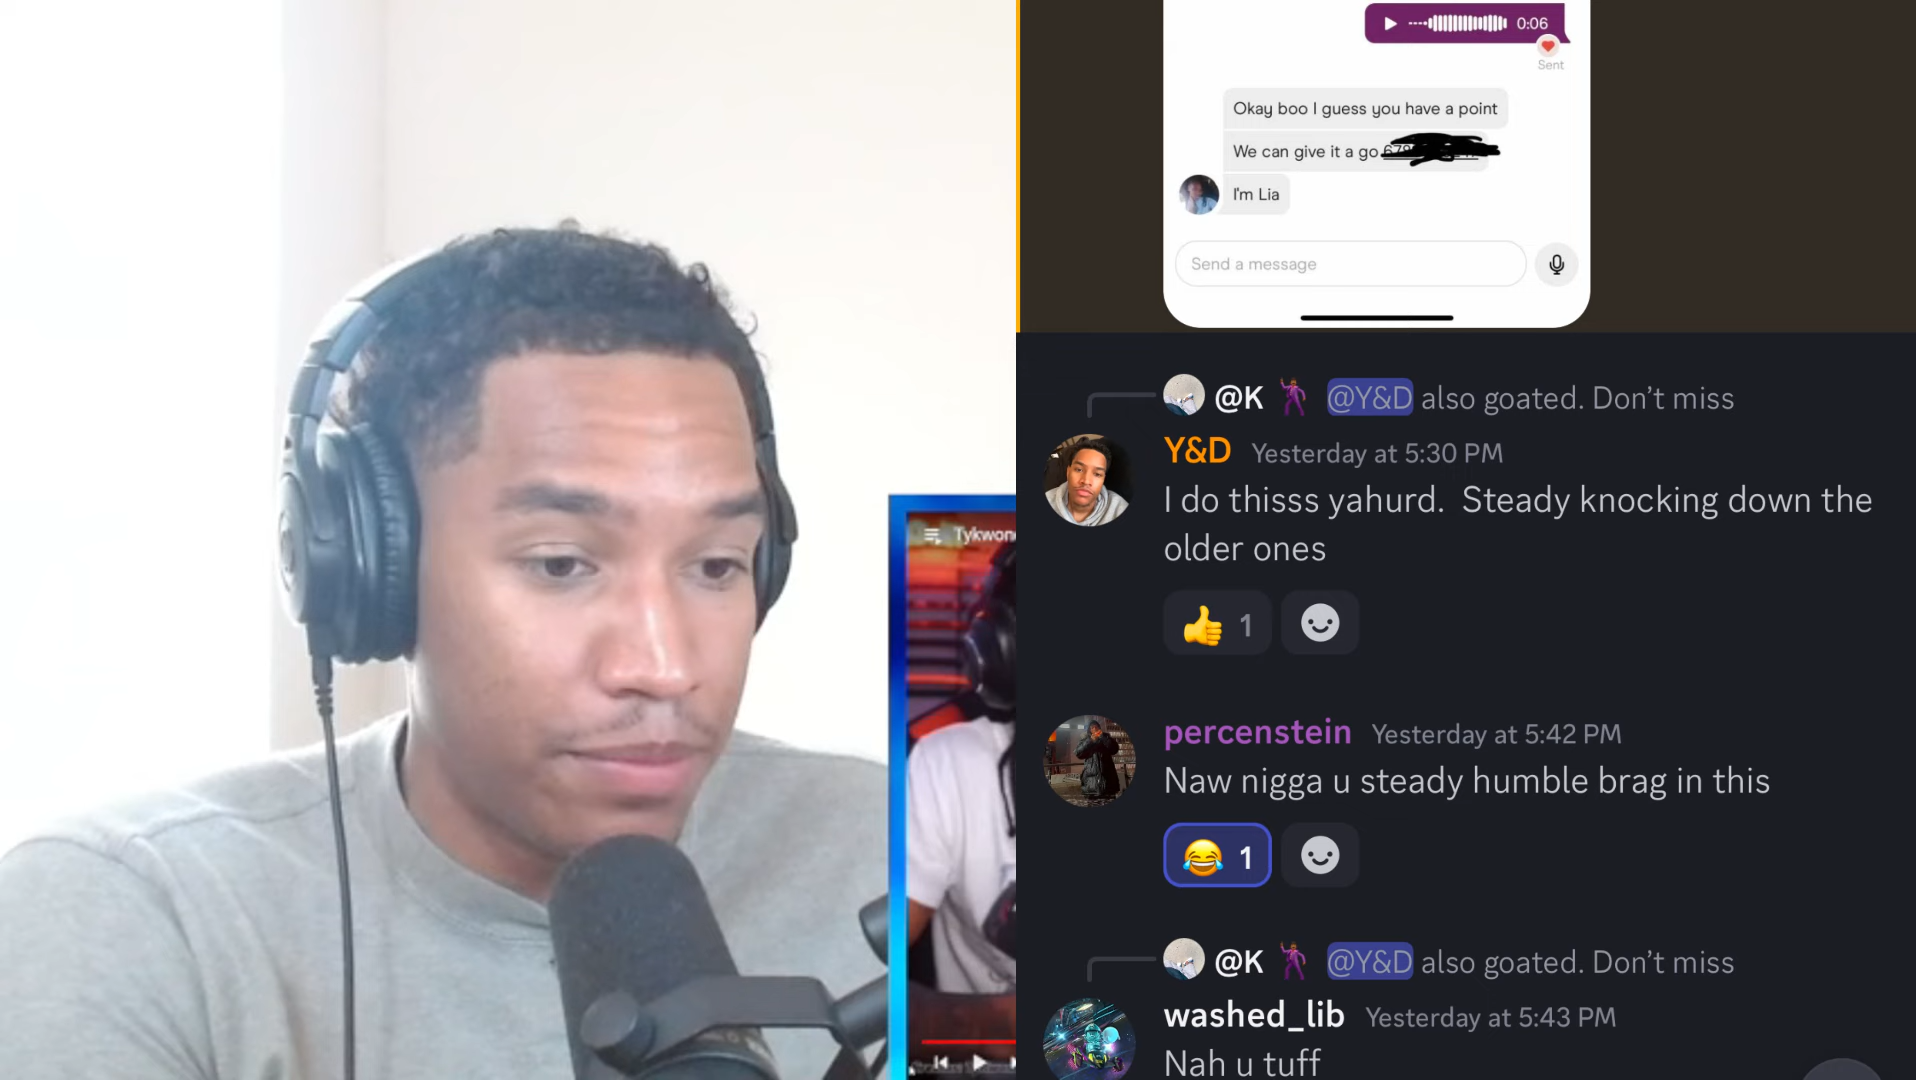 0:06
Sent
Okay boo I guess you have a point
We can give it a go
I'm Lia
Send a message
@K @Y&D also goated. Don't miss
Y&D Yesterday at 5:30 PM
I do thisss yahurd. Steady knocking down the
older ones
1
percenstein Yesterday at 5:42 PM
Naw nigga u steady humble brag in this
1
@K @Y&D also goated. Don't miss
washed_lib Yesterday at 5:43 PM
Nah u tuff